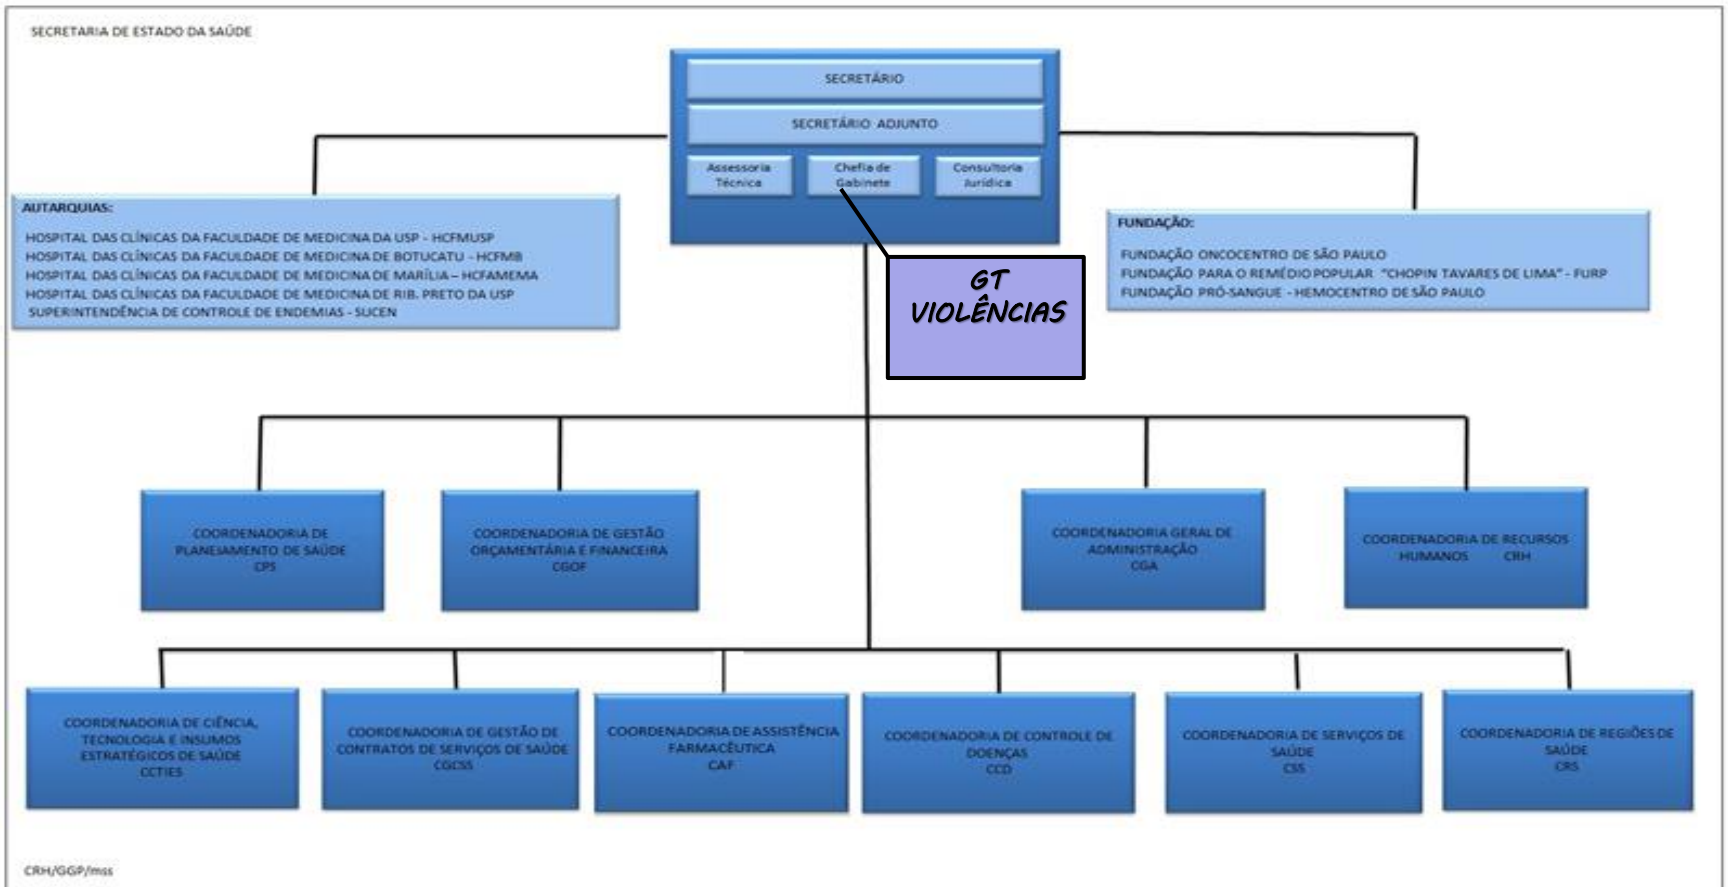 SECRETARIA DE ESTADO DA SAÚDE
SECRETÁRIO
SECRETÁRIO ADJUNTO
Assessoria
Técnica
Chefia de
Gabinete
Consultoria
Jurídica
AUTARQUIAS:
HOSPITAL DAS CLÍNICAS DA FACULDADE DE MEDICINA DA USP - HCFMUSP
HOSPITAL DAS CLÍNICAS DA FACULDADE DE MEDICINA DE BOTUCATU - HCFMB
HOSPITAL DAS CLÍNICAS DA FACULDADE DE MEDICINA DE MARÍLIA – HCFAMEMA
HOSPITAL DAS CLÍNICAS DA FACULDADE DE MEDICINA DE RIB. PRETO DA USP
SUPERINTENDÊNCIA DE CONTROLE DE ENDEMIAS - SUCEN
FUNDAÇÃO:
FUNDAÇÃO ONCOCENTRO DE SÃO PAULO
FUNDAÇÃO PARA O REMÉDIO POPULAR "CHOPIN TAVARES DE LIMA" - FURP
FUNDAÇÃO PRÓ-SANGUE - HEMOCENTRO DE SÃO PAULO
GT
VIOLÊNCIAS
COORDENADORIA DE
PLANEJAMENTO DE SAÚDE
CPS
COORDENADORIA DE GESTÃO
ORÇAMENTÁRIA E FINANCEIRA
CGOF
COORDENADORIA GERAL DE
ADMINISTRAÇÃO
CGA
COORDENADORIA DE RECURSOS
HUMANOS CRH
COORDENADORIA DE CIÊNCIA,
TECNOLOGIA E INSUMOS
ESTRATÉGICOS DE SAÚDE
CCTIES
COORDENADORIA DE GESTÃO DE
CONTRATOS DE SERVIÇOS DE SAÚDE
CGCSS
COORDENADORIA DE ASSISTÊNCIA
FARMACÊUTICA
CAF
COORDENADORIA DE CONTROLE DE
DOENÇAS
CCD
COORDENADORIA DE SERVIÇOS DE
SAÚDE
CSS
COORDENADORIA DE REGIÕES DE
SAÚDE
CRS
CRH/GGP/mss